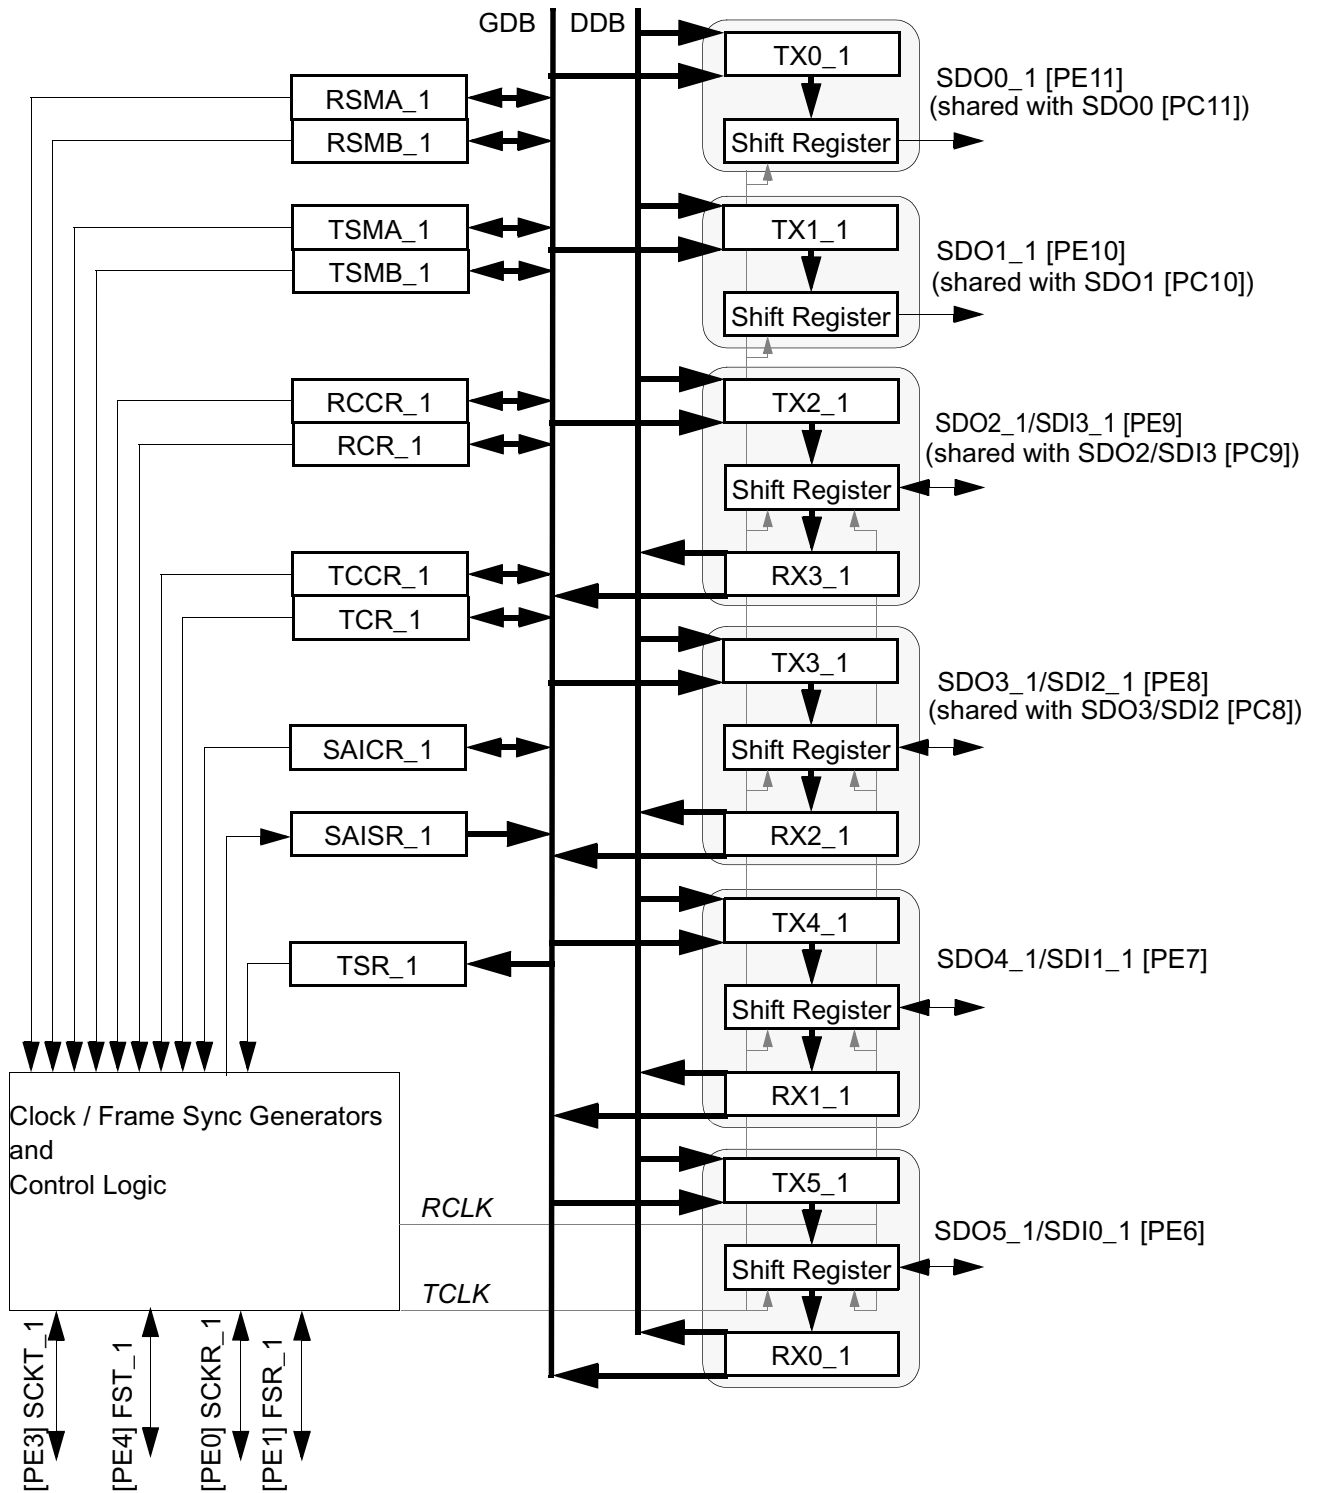 GDB
DDB
TX0_1
Shift Register
SDO0_1 [PE11]
(shared with SDO0 [PC11])
RSMA_1
RSMB_1
TSMA_1
TSMB_1
TX1_1
Shift Register
SDO1_1 [PE10]
(shared with SDO1 [PC10])
RCCR_1
RCR_1
TX2_1
Shift Register
RX3_1
SDO2_1/SDI3_1 [PE9]
(shared with SDO2/SDI3 [PC9])
TCCR_1
TCR_1
TX3_1
Shift Register
RX2_1
SDO3_1/SDI2_1 [PE8]
(shared with SDO3/SDI2 [PC8])
SAICR_1
SAISR_1
TSR_1
TX4_1
Shift Register
RX1_1
SDO4_1/SDI1_1 [PE7]
Clock / Frame Sync Generators
and
Control Logic
RCLK
TCLK
TX5_1
Shift Register
RX0_1
SDO5_1/SDI0_1 [PE6]
[PE3] SCKT_1
[PE4] FST_1
[PE0] SCKR_1
[PE1] FSR_1